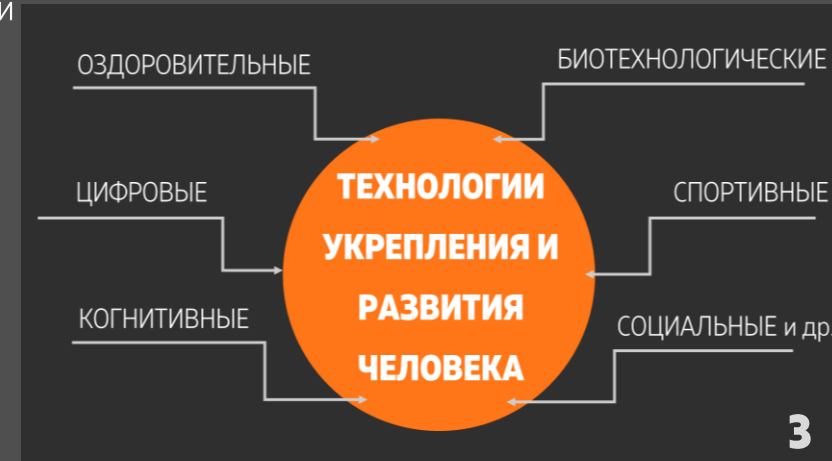 И
ОЗДОРОВИТЕЛЬНЫЕ
БИОТЕХНОЛОГИЧЕСКИЕ
ТЕХНОЛОГИИ
УКРЕПЛЕНИЯ И
РАЗВИТИЯ
ЧЕЛОВЕКА
ЦИФРОВЫЕ
СПОРТИВНЫЕ
КОГНИТИВНЫЕ
СОЦИАЛЬНЫЕ и др.
3